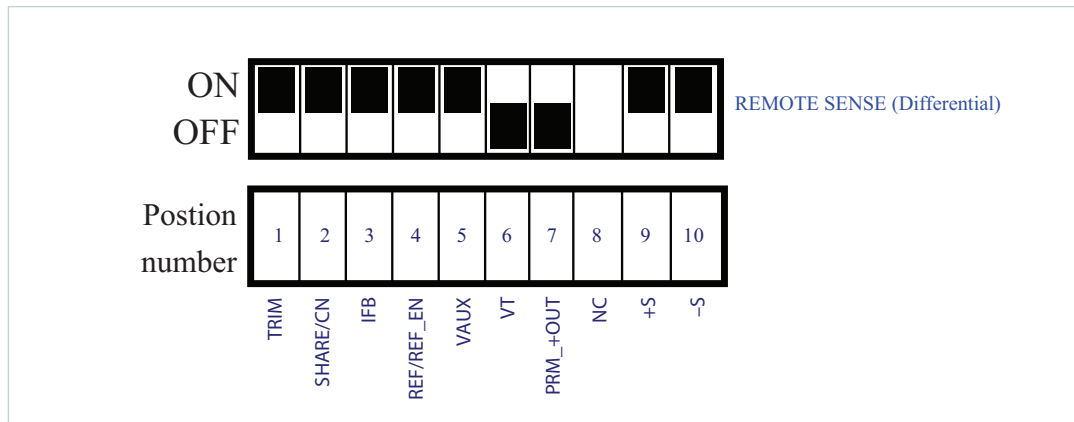 ON
OFF
REMOTE SENSE (Differential)
Postion
number
1 2 3 4 5 6 7 8 9 10
TRIM
SHARE/CN
IFB
REF/REF_EN
VAUX
VT
PRM_+OUT
NC
+S
–S